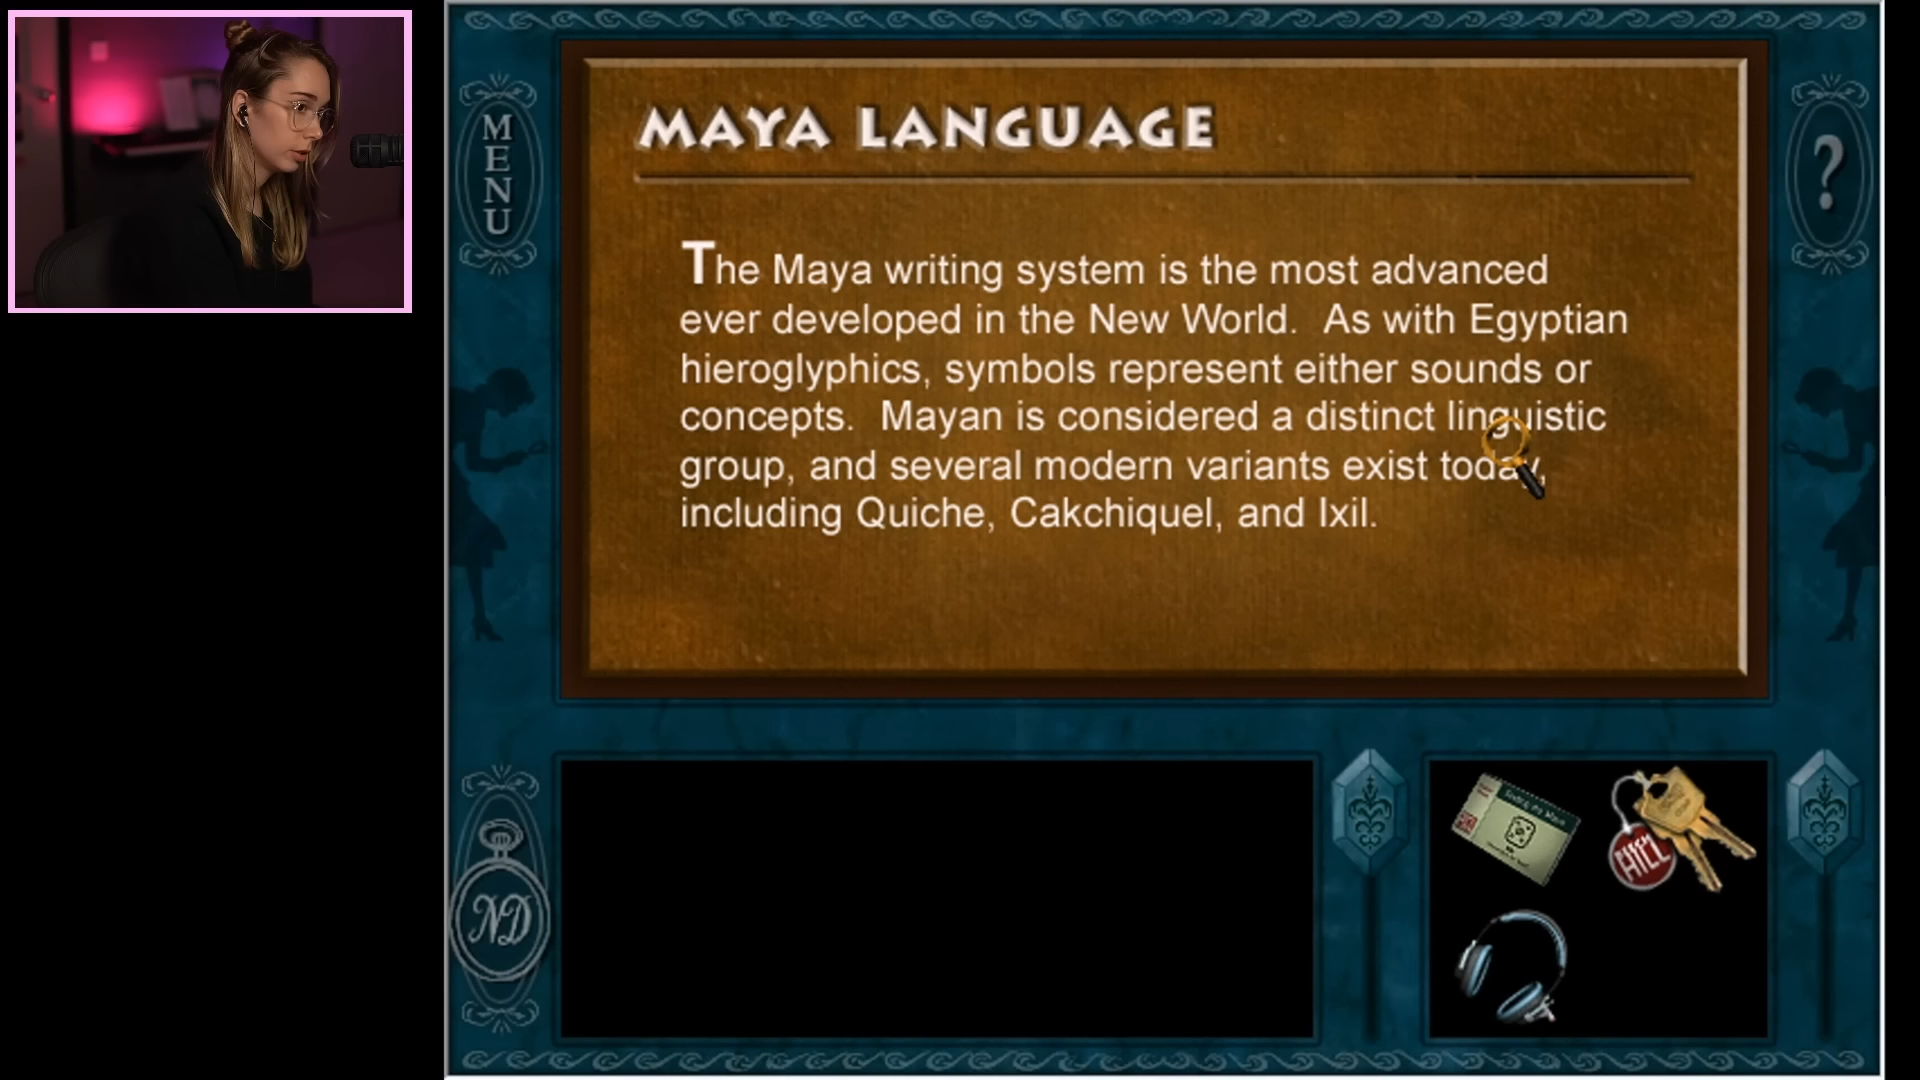 MENU
?
MAYA LANGUAGE
The Maya writing system is the most advanced
ever developed in the New World. As with Egyptian
hieroglyphics, symbols represent either sounds or
concepts. Mayan is considered a distinct linguistic
group, and several modern variants exist today,
including Quiche, Cakchiquel, and Ixil.
ND